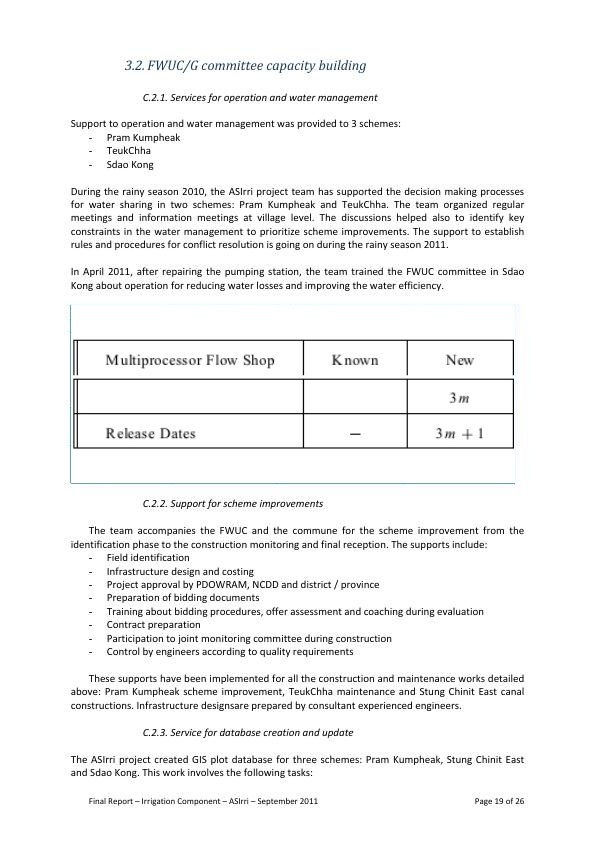 3.2. FWUC/G committee capacity building
C.2.1. Services for operation and water management
Support to operation and water management was provided to 3 schemes:
- Pram Kumpheak
- TeukChha
- Sdao Kong
During the rainy season 2010, the ASIrri project team has supported the decision making processes
for water sharing in two schemes: Pram Kumpheak and TeukChha. The team organized regular
meetings and information meetings at village level. The discussions helped also to identify key
constraints in the water management to prioritize scheme improvements. The support to establish
rules and procedures for conflict resolution is going on during the rainy season 2011.
In April 2011, after repairing the pumping station, the team trained the FWUC committee in Sdao
Kong about operation for reducing water losses and improving the water efficiency.
Multiprocessor Flow Shop Known New
3m
Release Dates – 3m + 1
C.2.2. Support for scheme improvements
The team accompanies the FWUC and the commune for the scheme improvement from the
identification phase to the construction monitoring and final reception. The supports include:
- Field identification
- Infrastructure design and costing
- Project approval by PDOWRAM, NCDD and district / province
- Preparation of bidding documents
- Training about bidding procedures, offer assessment and coaching during evaluation
- Contract preparation
- Participation to joint monitoring committee during construction
- Control by engineers according to quality requirements
These supports have been implemented for all the construction and maintenance works detailed
above: Pram Kumpheak scheme improvement, TeukChha maintenance and Stung Chinit East canal
constructions. Infrastructure designsare prepared by consultant experienced engineers.
C.2.3. Service for database creation and update
The ASIrri project created GIS plot database for three schemes: Pram Kumpheak, Stung Chinit East
and Sdao Kong. This work involves the following tasks:
Final Report – Irrigation Component – ASIrri – September 2011 Page 19 of 26